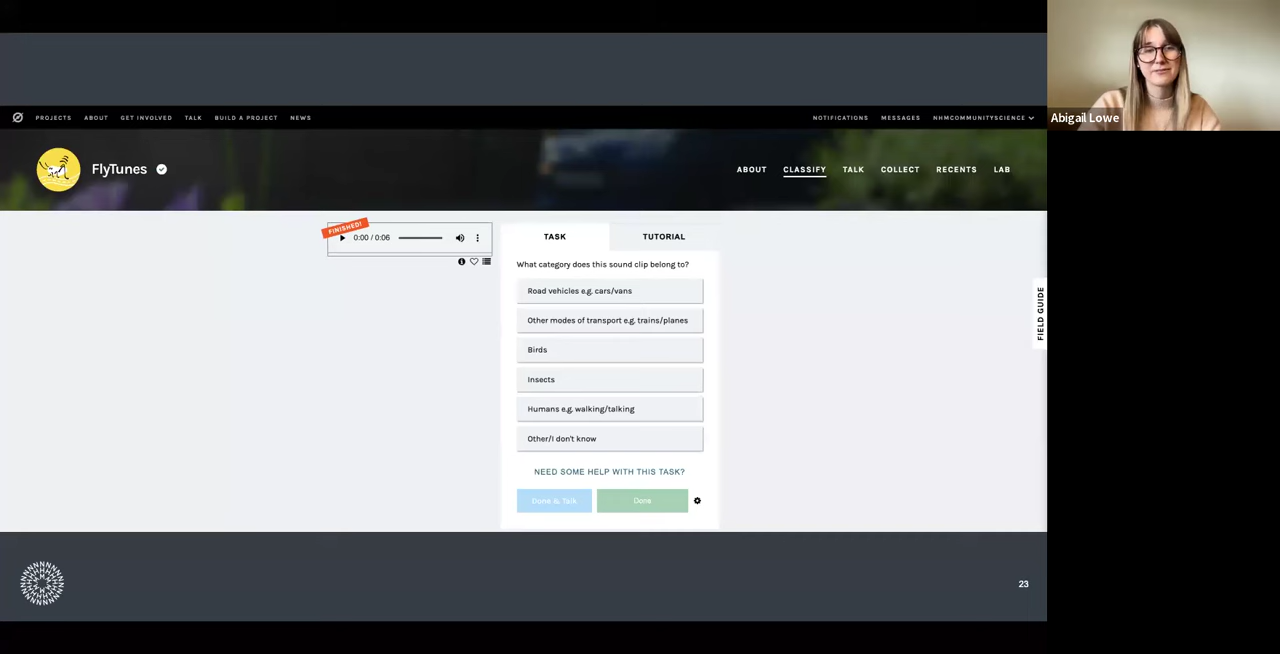 Abigail Lowe
PROJECTS ABOUT GET INVOLVED TALK BUILD A PROJECT NEWS
NOTIFICATIONS MESSAGES NHMCOMMUNITYSCIENCE
FlyTunes
ABOUT CLASSIFY TALK COLLECT RECENTS LAB
FINISHED!
0:00 / 0:06
TASK TUTORIAL
What category does this sound clip belong to?
Road vehicles e.g. cars/vans
Other modes of transport e.g. trains/planes
Birds
Insects
Humans e.g. walking/talking
Other/I don't know
NEED SOME HELP WITH THIS TASK?
Done & Talk Done
FIELD GUIDE
23